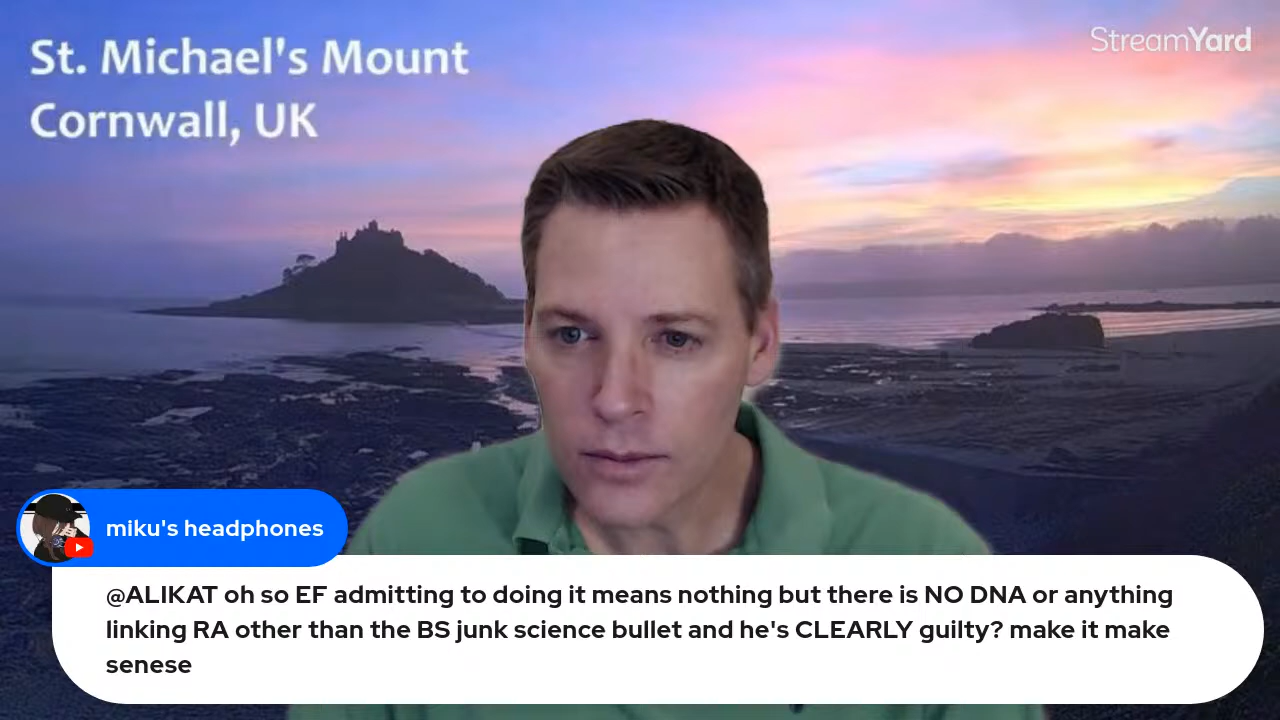 St. Michael's Mount
Cornwall, UK
StreamYard
miku's headphones
@ALIKAT oh so EF admitting to doing it means nothing but there is NO DNA or anything
linking RA other than the BS junk science bullet and he's CLEARLY guilty? make it make
senese